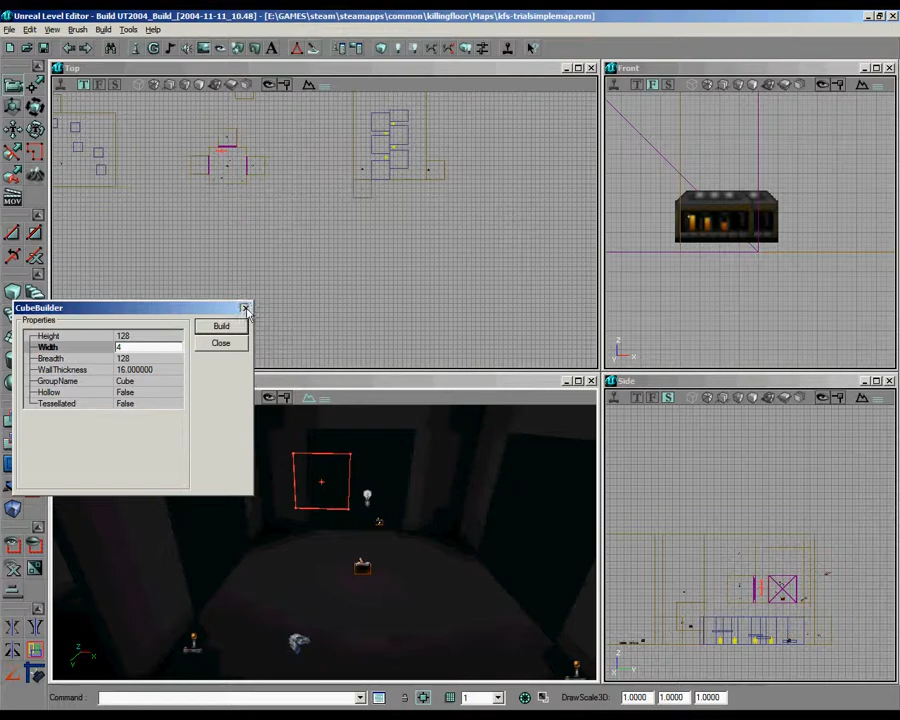 Unreal Level Editor - Build UT2004_Build_[2004-11-11_10.48] - [E:\GAMES\steam\steamapps\common\killingfloor\Maps\kfs-trialsimplemap.rom]
File Edit View Brush Build Tools Help
Top
Front
T F S
T F S
CubeBuilder
Properties
Height 128
Build
Width 4
Close
Breadth 128
WallThickness 16.000000
GroupName Cube
Hollow False
Tessellated False
Side
T F S
MOV
Command :
1
DrawScale3D: 1.0000 1.0000 1.0000